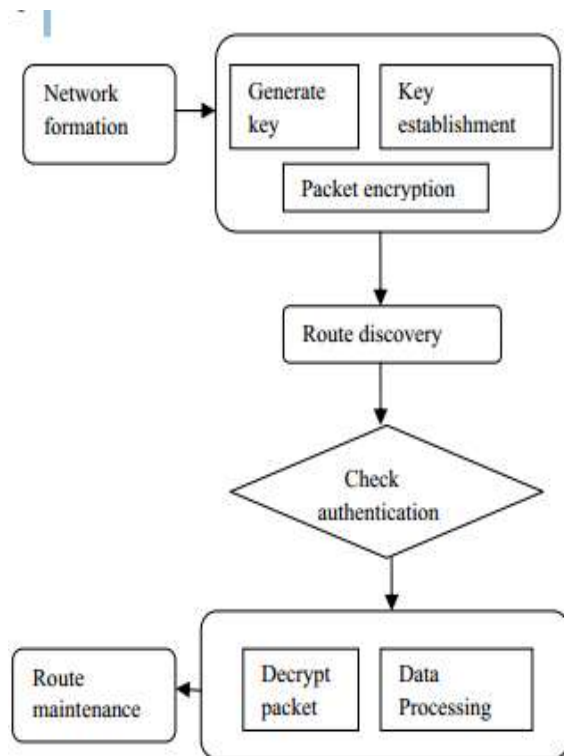 Network
formation
Generate
key
Key
establishment
Packet encryption
Route discovery
Check
authentication
Route
maintenance
Decrypt
packet
Data
Processing